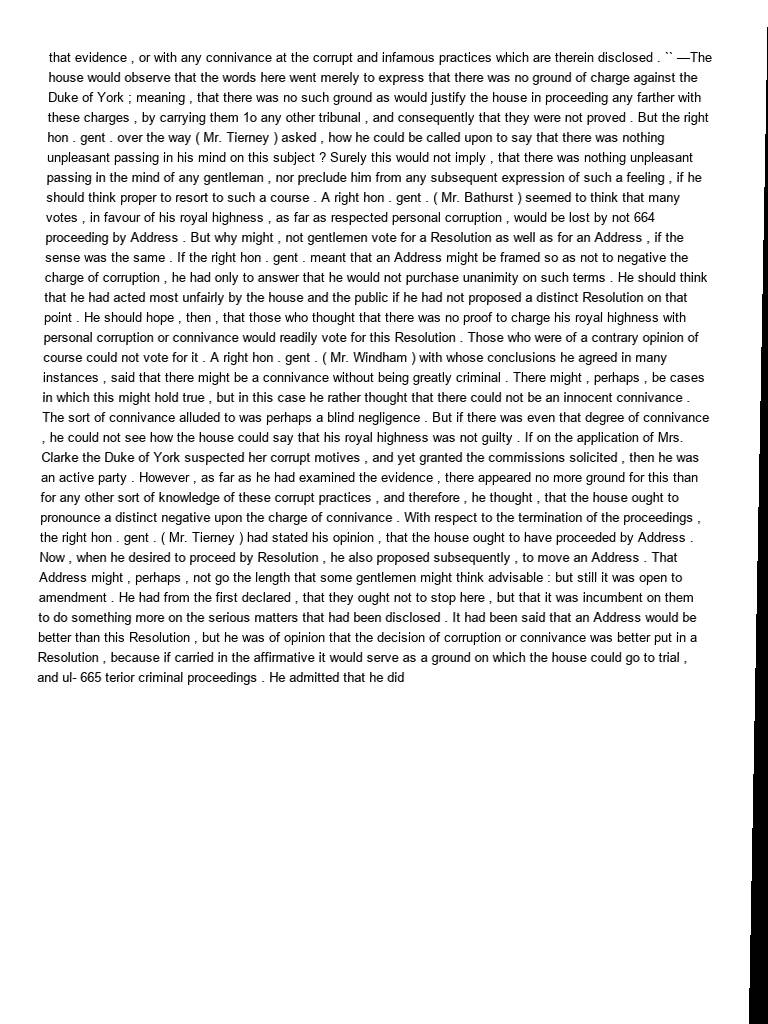 that evidence , or with any connivance at the corrupt and infamous practices which are therein disclosed . `` —The
house would observe that the words here went merely to express that there was no ground of charge against the
Duke of York ; meaning , that there was no such ground as would justify the house in proceeding any farther with
these charges , by carrying them 1o any other tribunal , and consequently that they were not proved . But the right
hon . gent . over the way ( Mr. Tierney ) asked , how he could be called upon to say that there was nothing
unpleasant passing in his mind on this subject ? Surely this would not imply , that there was nothing unpleasant
passing in the mind of any gentleman , nor preclude him from any subsequent expression of such a feeling , if he
should think proper to resort to such a course . A right hon . gent . ( Mr. Bathurst ) seemed to think that many
votes , in favour of his royal highness , as far as respected personal corruption , would be lost by not 664
proceeding by Address . But why might , not gentlemen vote for a Resolution as well as for an Address , if the
sense was the same . If the right hon . gent . meant that an Address might be framed so as not to negative the
charge of corruption , he had only to answer that he would not purchase unanimity on such terms . He should think
that he had acted most unfairly by the house and the public if he had not proposed a distinct Resolution on that
point . He should hope , then , that those who thought that there was no proof to charge his royal highness with
personal corruption or connivance would readily vote for this Resolution . Those who were of a contrary opinion of
course could not vote for it . A right hon . gent . ( Mr. Windham ) with whose conclusions he agreed in many
instances , said that there might be a connivance without being greatly criminal . There might , perhaps , be cases
in which this might hold true , but in this case he rather thought that there could not be an innocent connivance .
The sort of connivance alluded to was perhaps a blind negligence . But if there was even that degree of connivance
, he could not see how the house could say that his royal highness was not guilty . If on the application of Mrs.
Clarke the Duke of York suspected her corrupt motives , and yet granted the commissions solicited , then he was
an active party . However , as far as he had examined the evidence , there appeared no more ground for this than
for any other sort of knowledge of these corrupt practices , and therefore , he thought , that the house ought to
pronounce a distinct negative upon the charge of connivance . With respect to the termination of the proceedings ,
the right hon . gent . ( Mr. Tierney ) had stated his opinion , that the house ought to have proceeded by Address .
Now , when he desired to proceed by Resolution , he also proposed subsequently , to move an Address . That
Address might , perhaps , not go the length that some gentlemen might think advisable : but still it was open to
amendment . He had from the first declared , that they ought not to stop here , but that it was incumbent on them
to do something more on the serious matters that had been disclosed . It had been said that an Address would be
better than this Resolution , but he was of opinion that the decision of corruption or connivance was better put in a
Resolution , because if carried in the affirmative it would serve as a ground on which the house could go to trial ,
and ul- 665 terior criminal proceedings . He admitted that he did